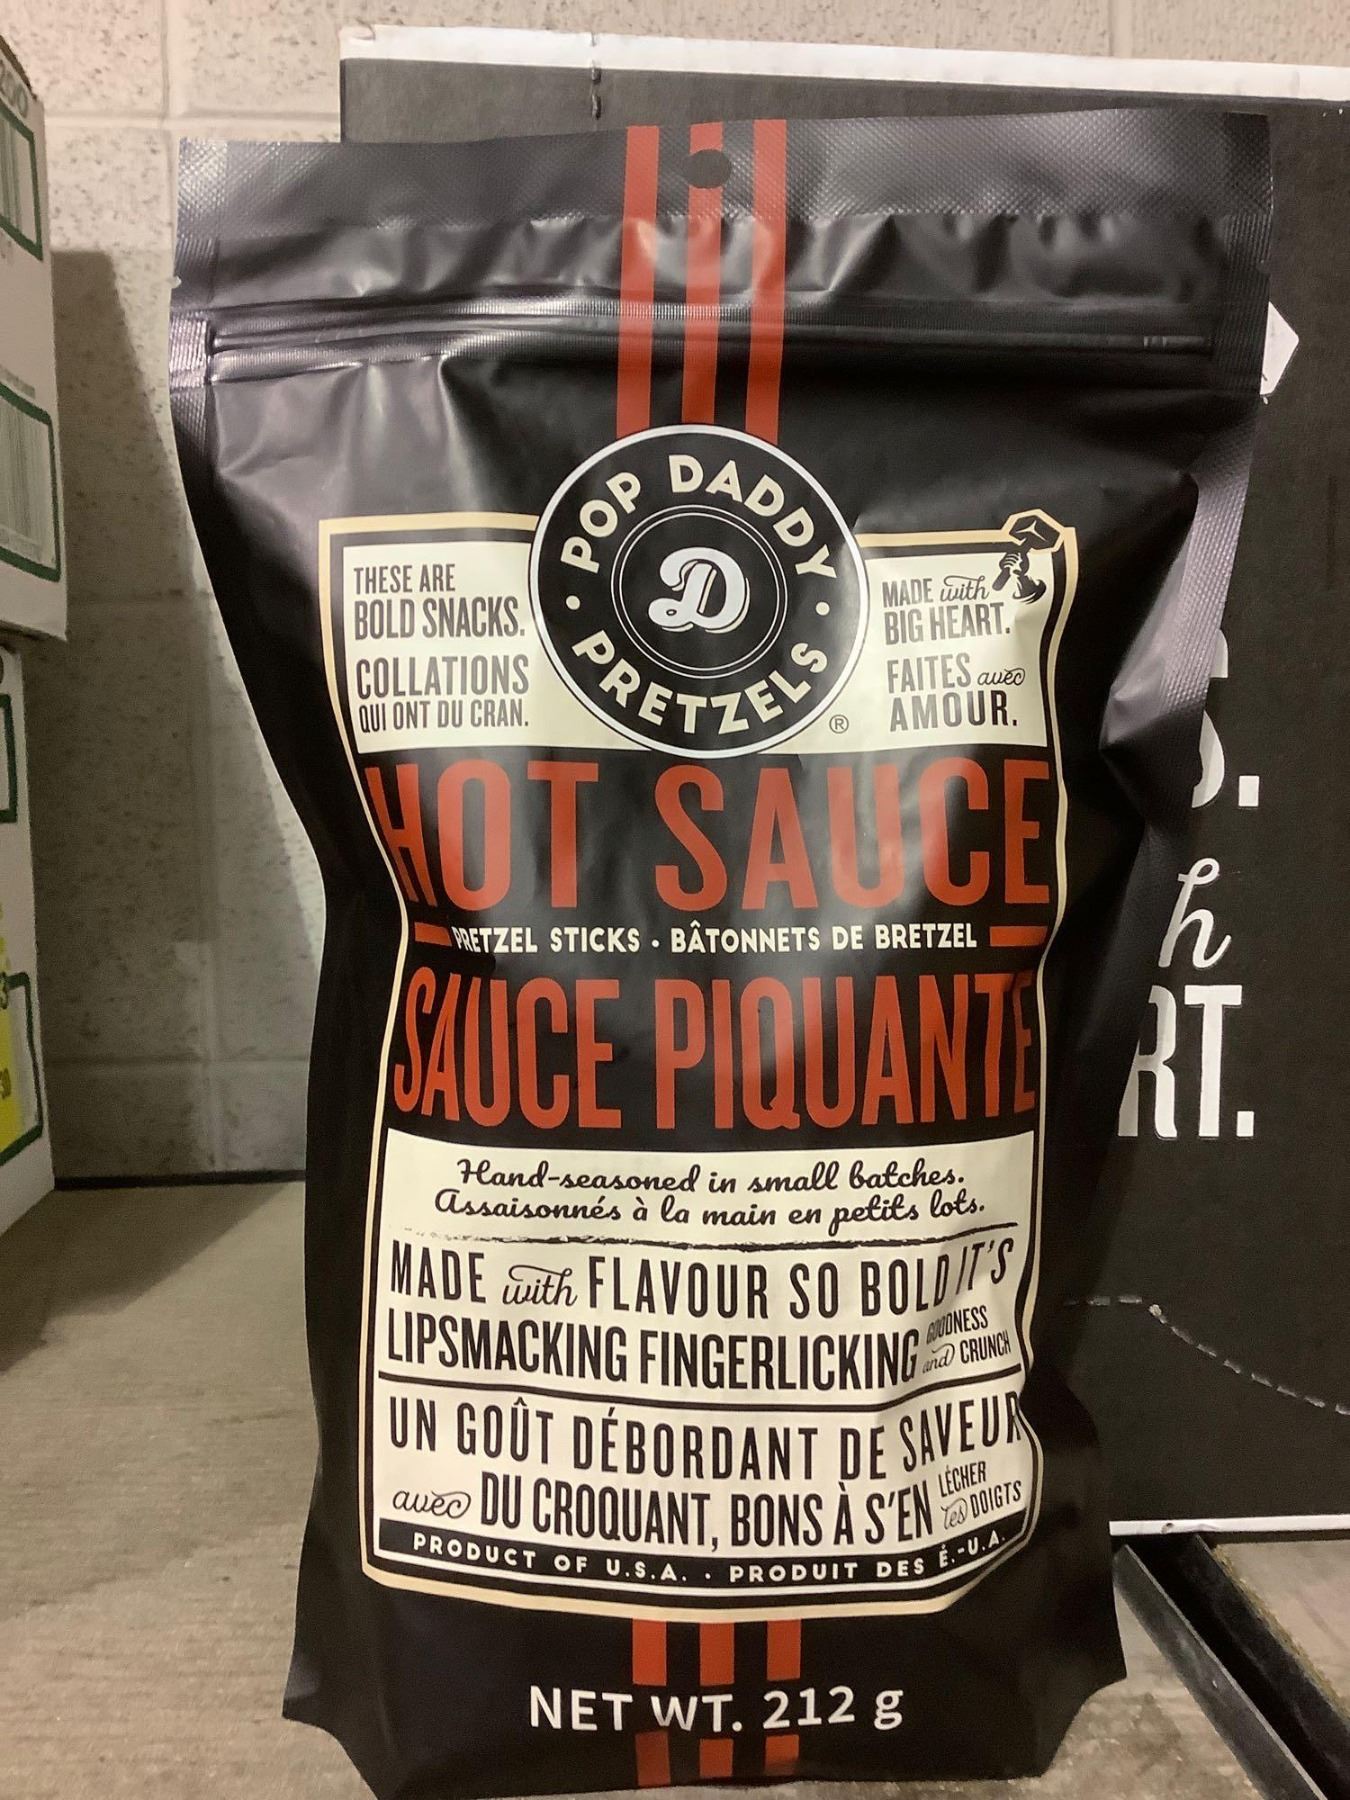 POP DADDY
D
PRETZELS
®
THESE ARE
BOLD SNACKS.
COLLATIONS
QUI ONT DU CRAN.
MADE with
BIG HEART.
FAITES avec
AMOUR.
HOT SAUCE
PRETZEL STICKS · BÂTONNETS DE BRETZEL
SAUCE PIQUANTE
Hand-seasoned in small batches.
Assaisonnés à la main en petits lots.
MADE with FLAVOUR SO BOLD IT'S
LIPSMACKING FINGERLICKING GOODNESS and CRUNCH
UN GOÛT DÉBORDANT DE SAVEUR
avec DU CROQUANT, BONS À S'EN LÉCHER les DOIGTS
PRODUCT OF U.S.A. · PRODUIT DES É.-U.A.
NET WT. 212 g